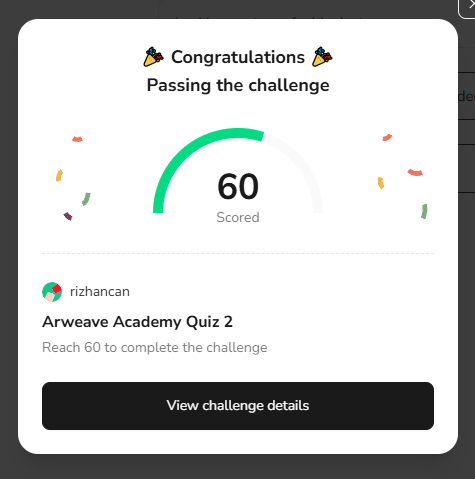 🎉 Congratulations 🎉
Passing the challenge
60
Scored
rizhancan
Arweave Academy Quiz 2
Reach 60 to complete the challenge
View challenge details